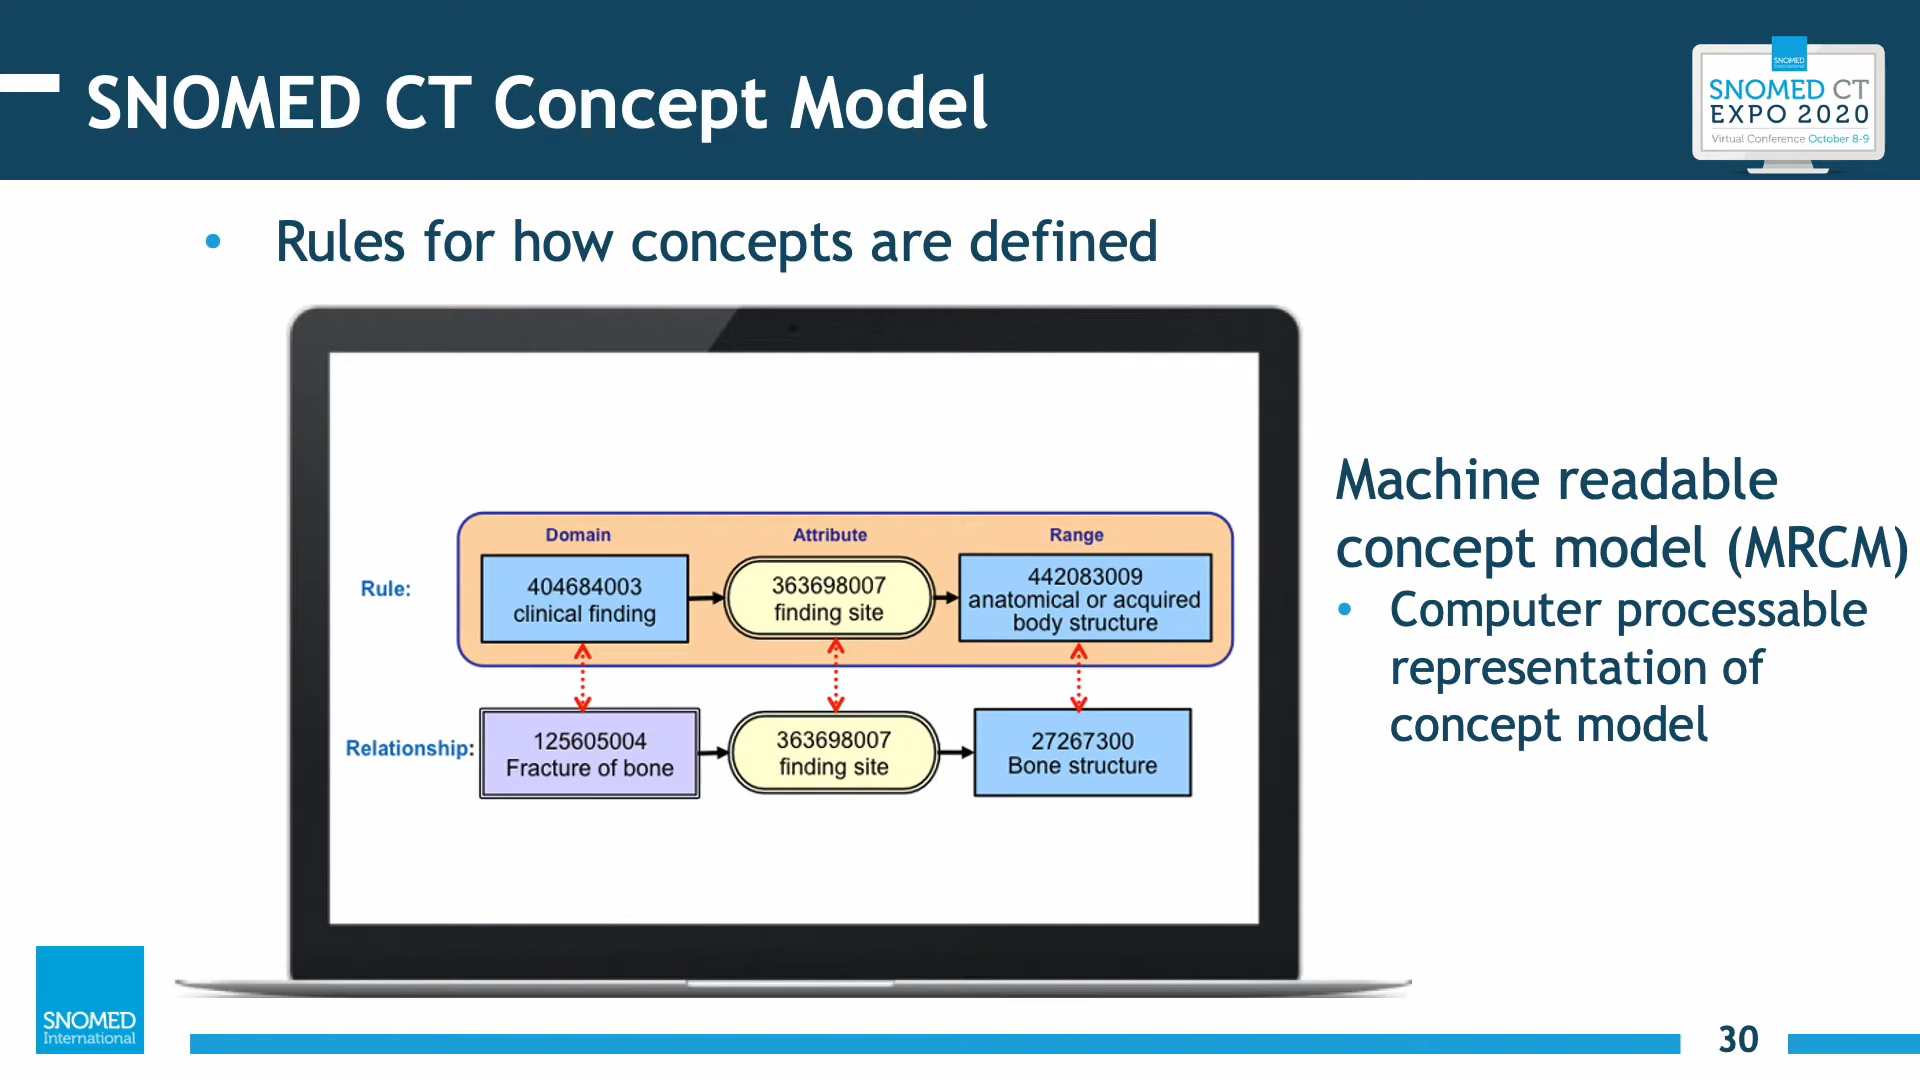 SNOMED CT Concept Model
SNOMED
International
SNOMED CT
EXPO 2020
Virtual Conference October 8-9
• Rules for how concepts are defined
Domain Attribute Range
Rule:
404684003
clinical finding
363698007
finding site
442083009
anatomical or acquired
body structure
Relationship:
125605004
Fracture of bone
363698007
finding site
27267300
Bone structure
Machine readable
concept model (MRCM)
• Computer processable
representation of
concept model
SNOMED
International
30